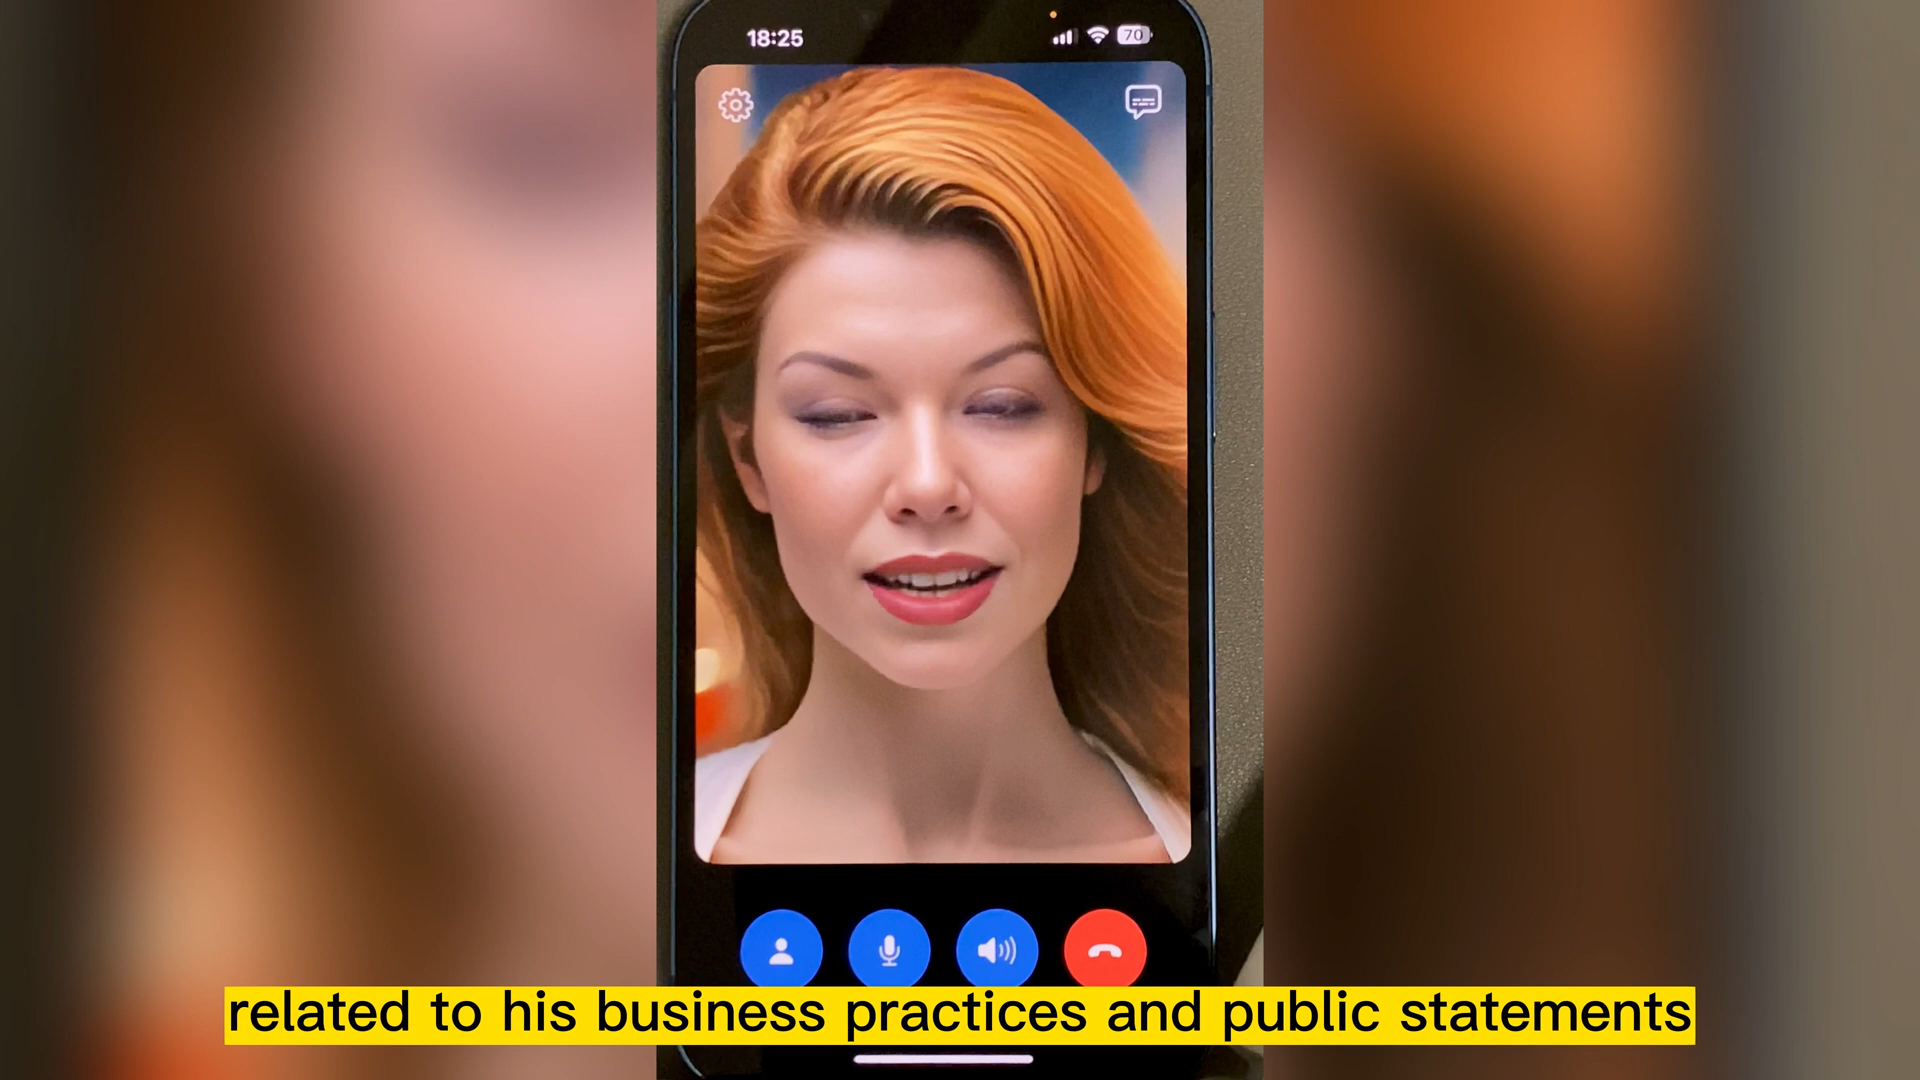 18:25
70
related to his business practices and public statements